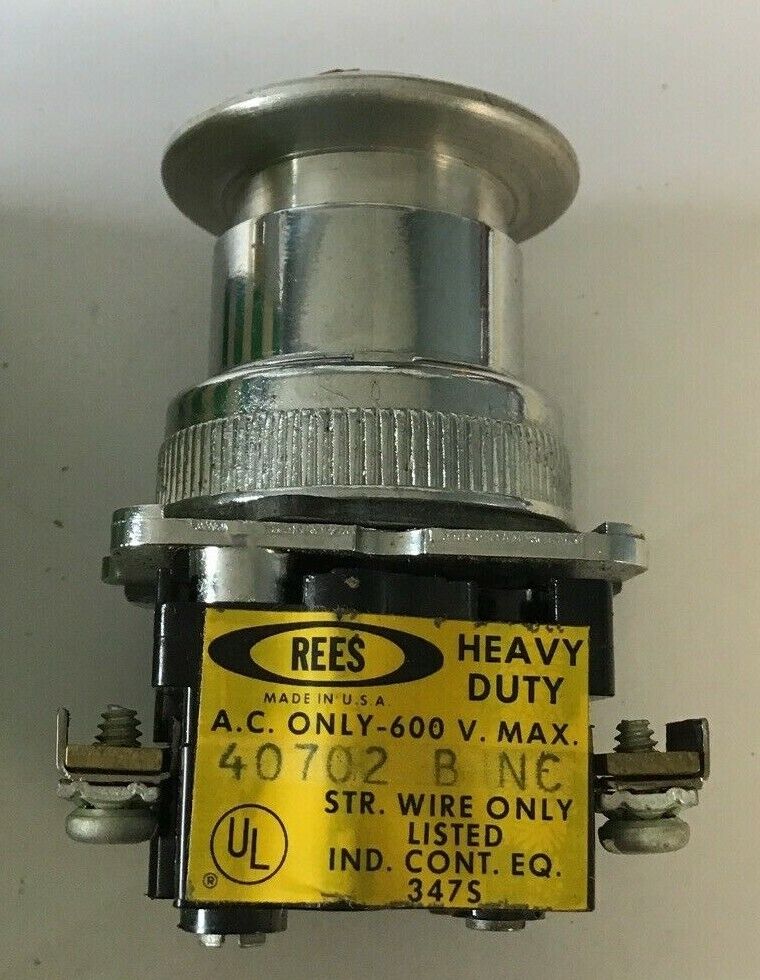 REES
HEAVY
DUTY
MADE IN U.S.A.
A.C. ONLY-600 V. MAX.
40702 B NC
STR. WIRE ONLY
LISTED
IND. CONT. EQ.
347S
UL
®